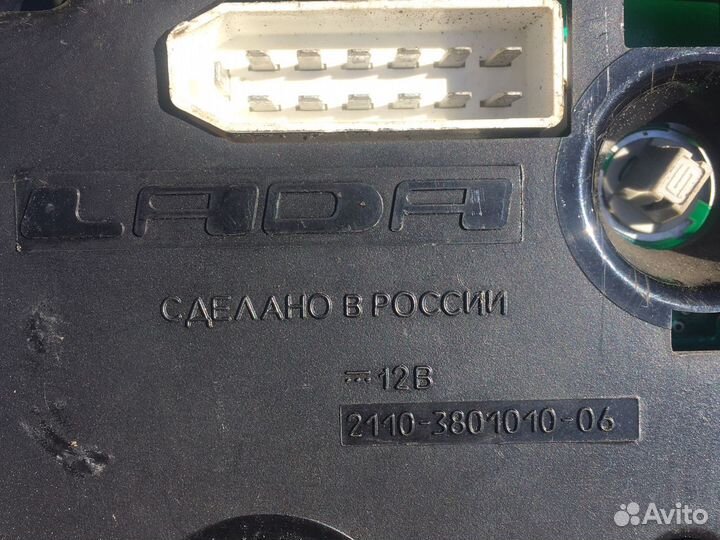 LADA
СДЕЛАНО В РОССИИ
⎓12В
2110-3801010-06
Avito